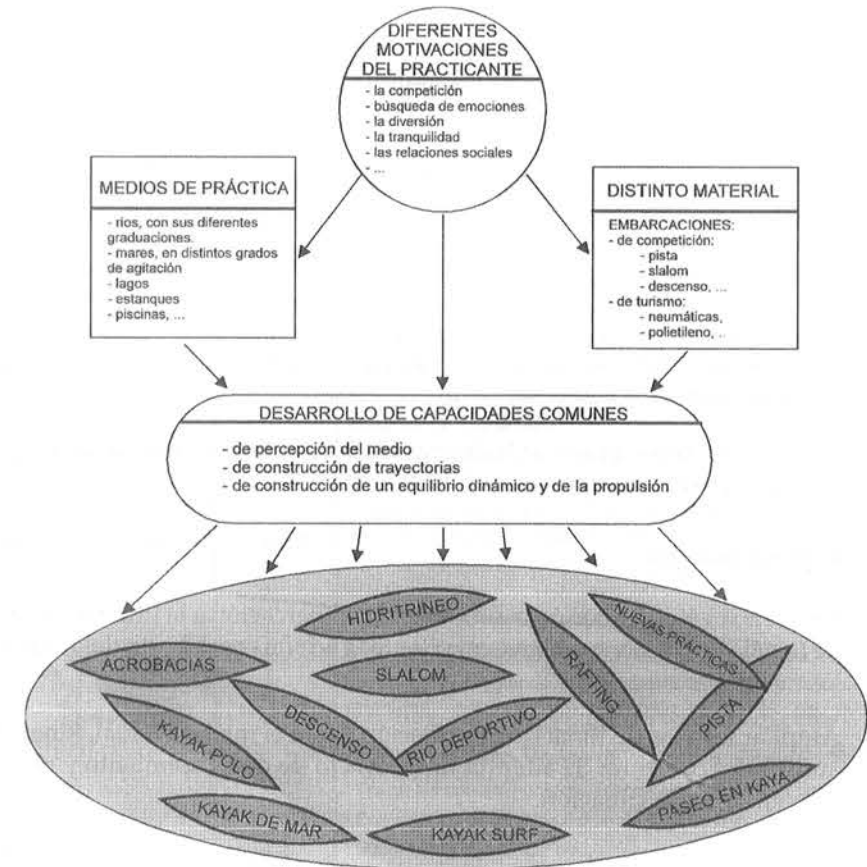 DIFERENTES
MOTIVACIONES
DEL PRACTICANTE
- la competición
- búsqueda de emociones
- la diversión
- la tranquilidad
- las relaciones sociales
- ...
MEDIOS DE PRÁCTICA
- rios, con sus diferentes
graduaciones.
- mares, en distintos grados
de agitación
- lagos
- estanques
- piscinas, ...
DISTINTO MATERIAL
EMBARCACIONES:
- de competición:
- pista
- slalom
- descenso, ...
- de turismo:
- neumáticas,
- polietileno, ..
DESARROLLO DE CAPACIDADES COMUNES
- de percepción del medio
- de construcción de trayectorias
- de construcción de un equilibrio dinámico y de la propulsión
HIDRITRINEO
NUEVAS PRÁCTICAS
ACROBACIAS
SLALOM
RAFTING
PISTA
KAYAK POLO
DESCENSO
RIO DEPORTIVO
KAYAK DE MAR
KAYAK SURF
PASEO EN KAYA